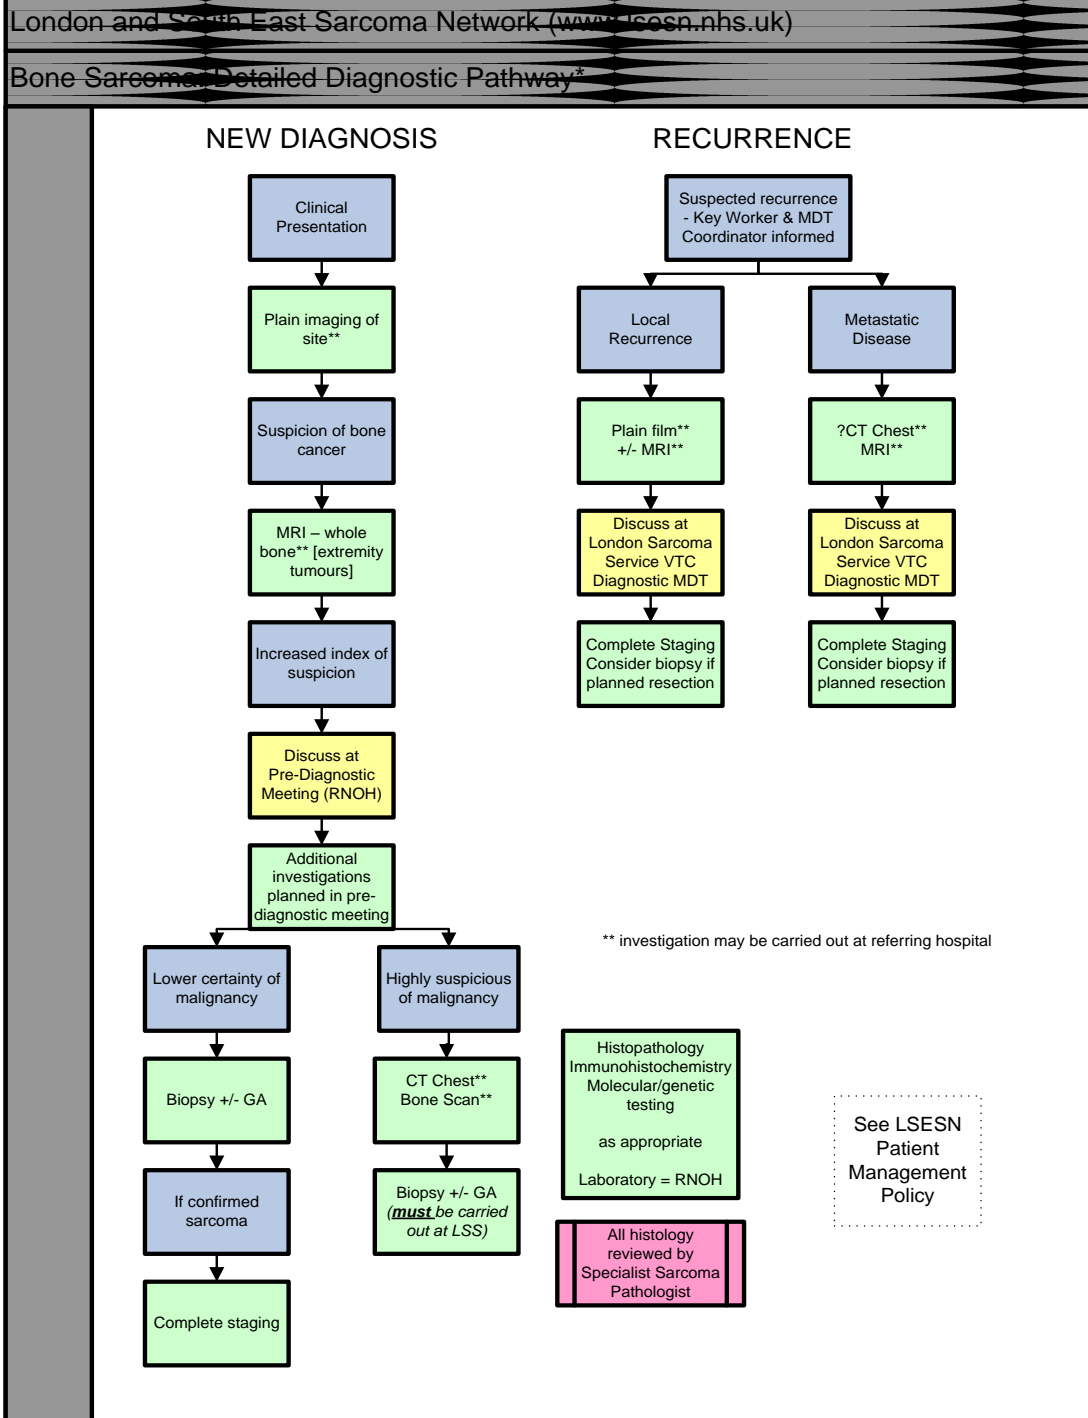 London and South East Sarcoma Network (www.lsesn.nhs.uk)
Bone Sarcoma: Detailed Diagnostic Pathway*
NEW DIAGNOSIS
Clinical
Presentation
Plain imaging of
site**
Suspicion of bone
cancer
MRI – whole
bone** [extremity
tumours]
Increased index of
suspicion
Discuss at
Pre-Diagnostic
Meeting (RNOH)
Additional
investigations
planned in pre-
diagnostic meeting
Lower certainty of
malignancy
Biopsy +/- GA
If confirmed
sarcoma
Complete staging
Highly suspicious
of malignancy
CT Chest**
Bone Scan**
Biopsy +/- GA
(must be carried
out at LSS)
RECURRENCE
Suspected recurrence
- Key Worker & MDT
Coordinator informed
Local
Recurrence
Plain film**
+/- MRI**
Discuss at
London Sarcoma
Service VTC
Diagnostic MDT
Complete Staging
Consider biopsy if
planned resection
Metastatic
Disease
?CT Chest**
MRI**
Discuss at
London Sarcoma
Service VTC
Diagnostic MDT
Complete Staging
Consider biopsy if
planned resection
** investigation may be carried out at referring hospital
Histopathology
Immunohistochemistry
Molecular/genetic
testing
as appropriate
Laboratory = RNOH
All histology
reviewed by
Specialist Sarcoma
Pathologist
See LSESN
Patient
Management
Policy